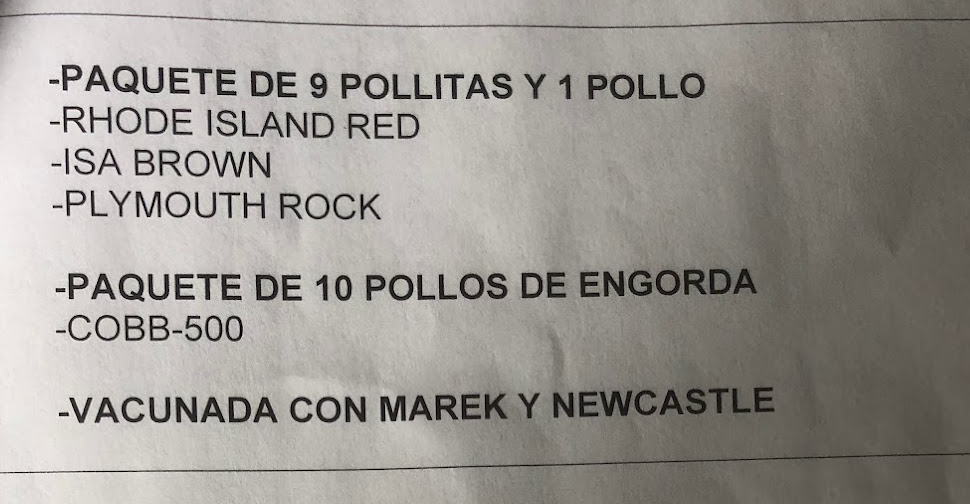 -PAQUETE DE 9 POLLITAS Y 1 POLLO
-RHODE ISLAND RED
-ISA BROWN
-PLYMOUTH ROCK
-PAQUETE DE 10 POLLOS DE ENGORDA
-COBB-500
-VACUNADA CON MAREK Y NEWCASTLE